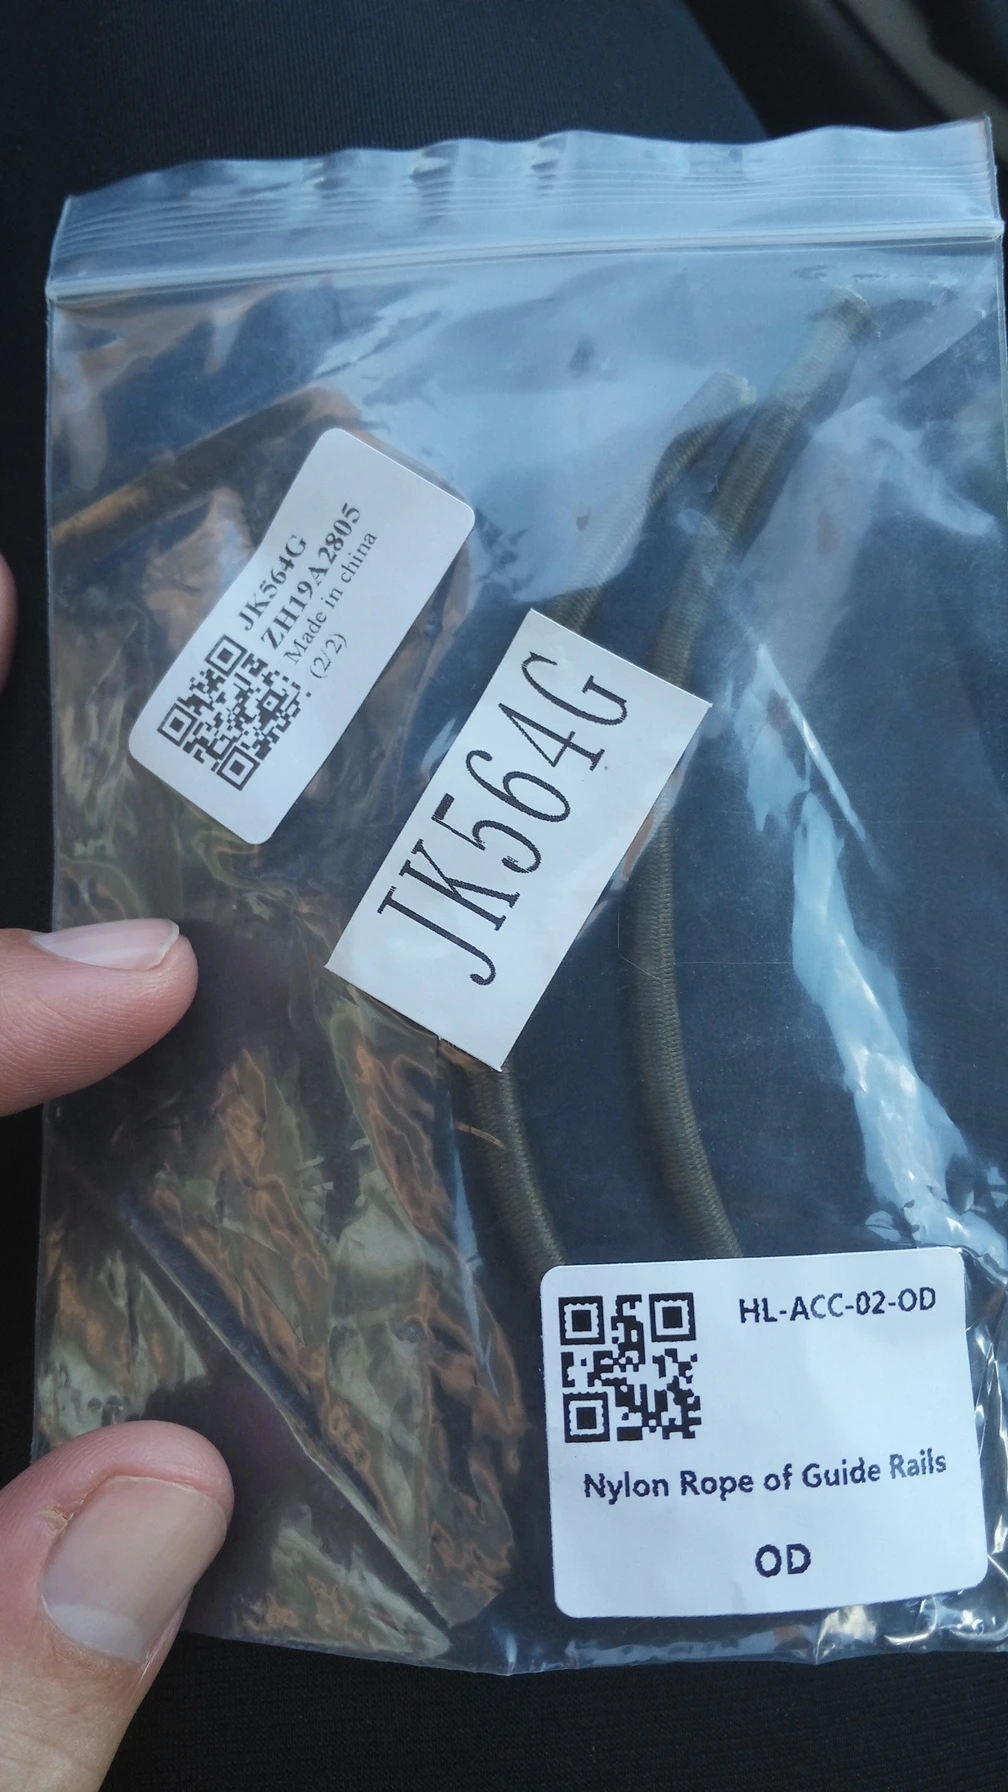 JK564G
ZH19A2805
Made in china
(2/2)
JK564G
HL-ACC-02-OD
Nylon Rope of Guide Rails
OD